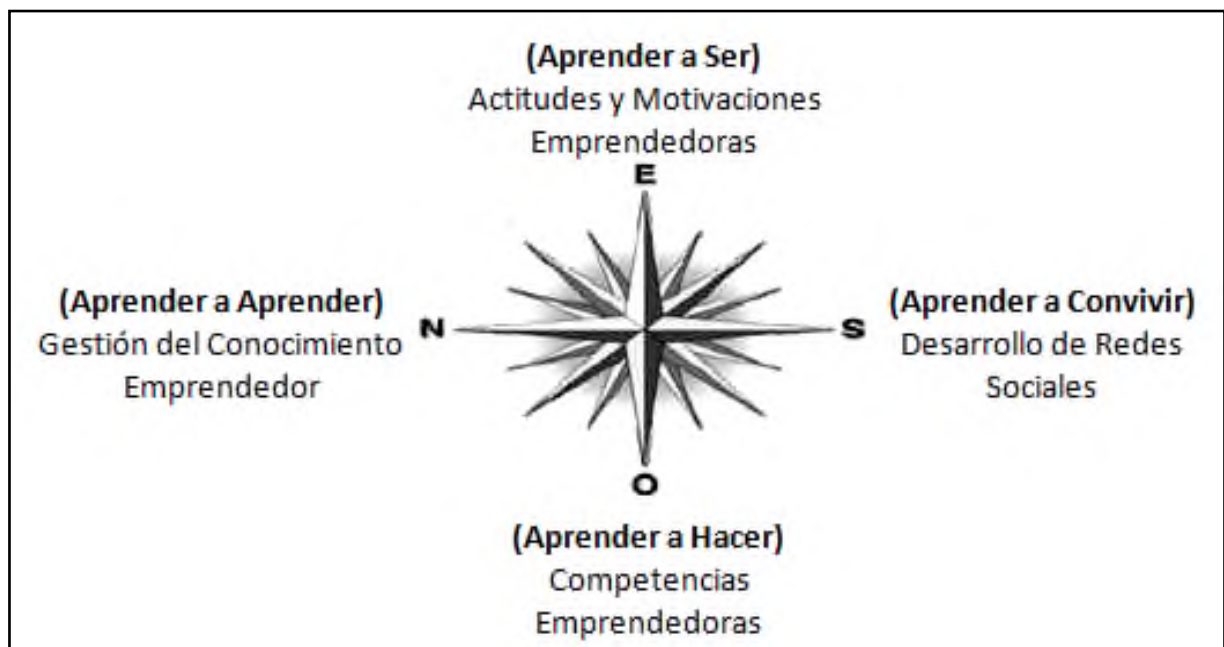 (Aprender a Ser)
Actitudes y Motivaciones
Emprendedoras
E
(Aprender a Aprender)
Gestión del Conocimiento
Emprendedor
N
S
(Aprender a Convivir)
Desarrollo de Redes
Sociales
O
(Aprender a Hacer)
Competencias
Emprendedoras